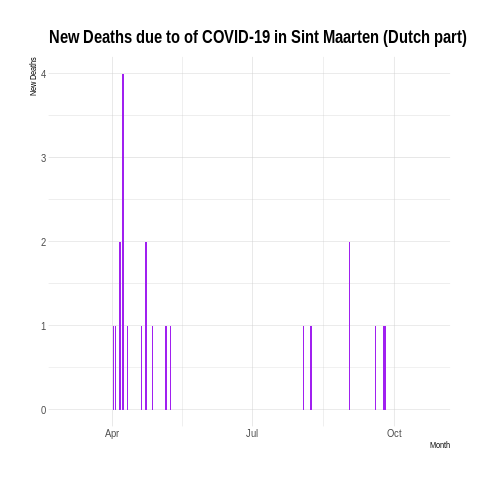 New Deaths due to of COVID-19 in Sint Maarten (Dutch part)
New Deaths
4
3
2
1
0
Apr
Jul
Oct
Month